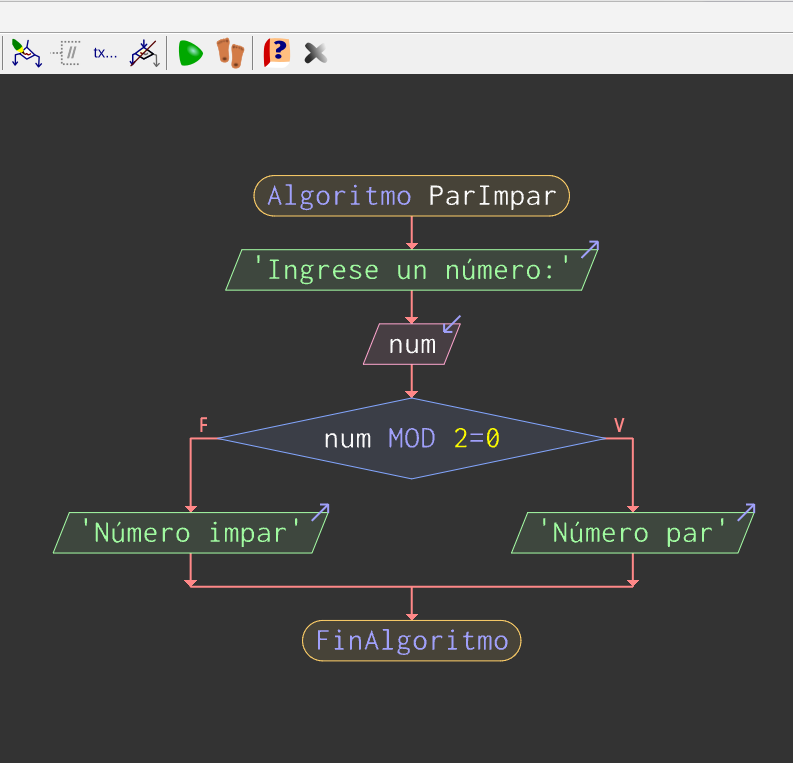 tx...
Algoritmo ParImpar
'Ingrese un número:'
num
num MOD 2=0
F
V
'Número impar'
'Número par'
FinAlgoritmo